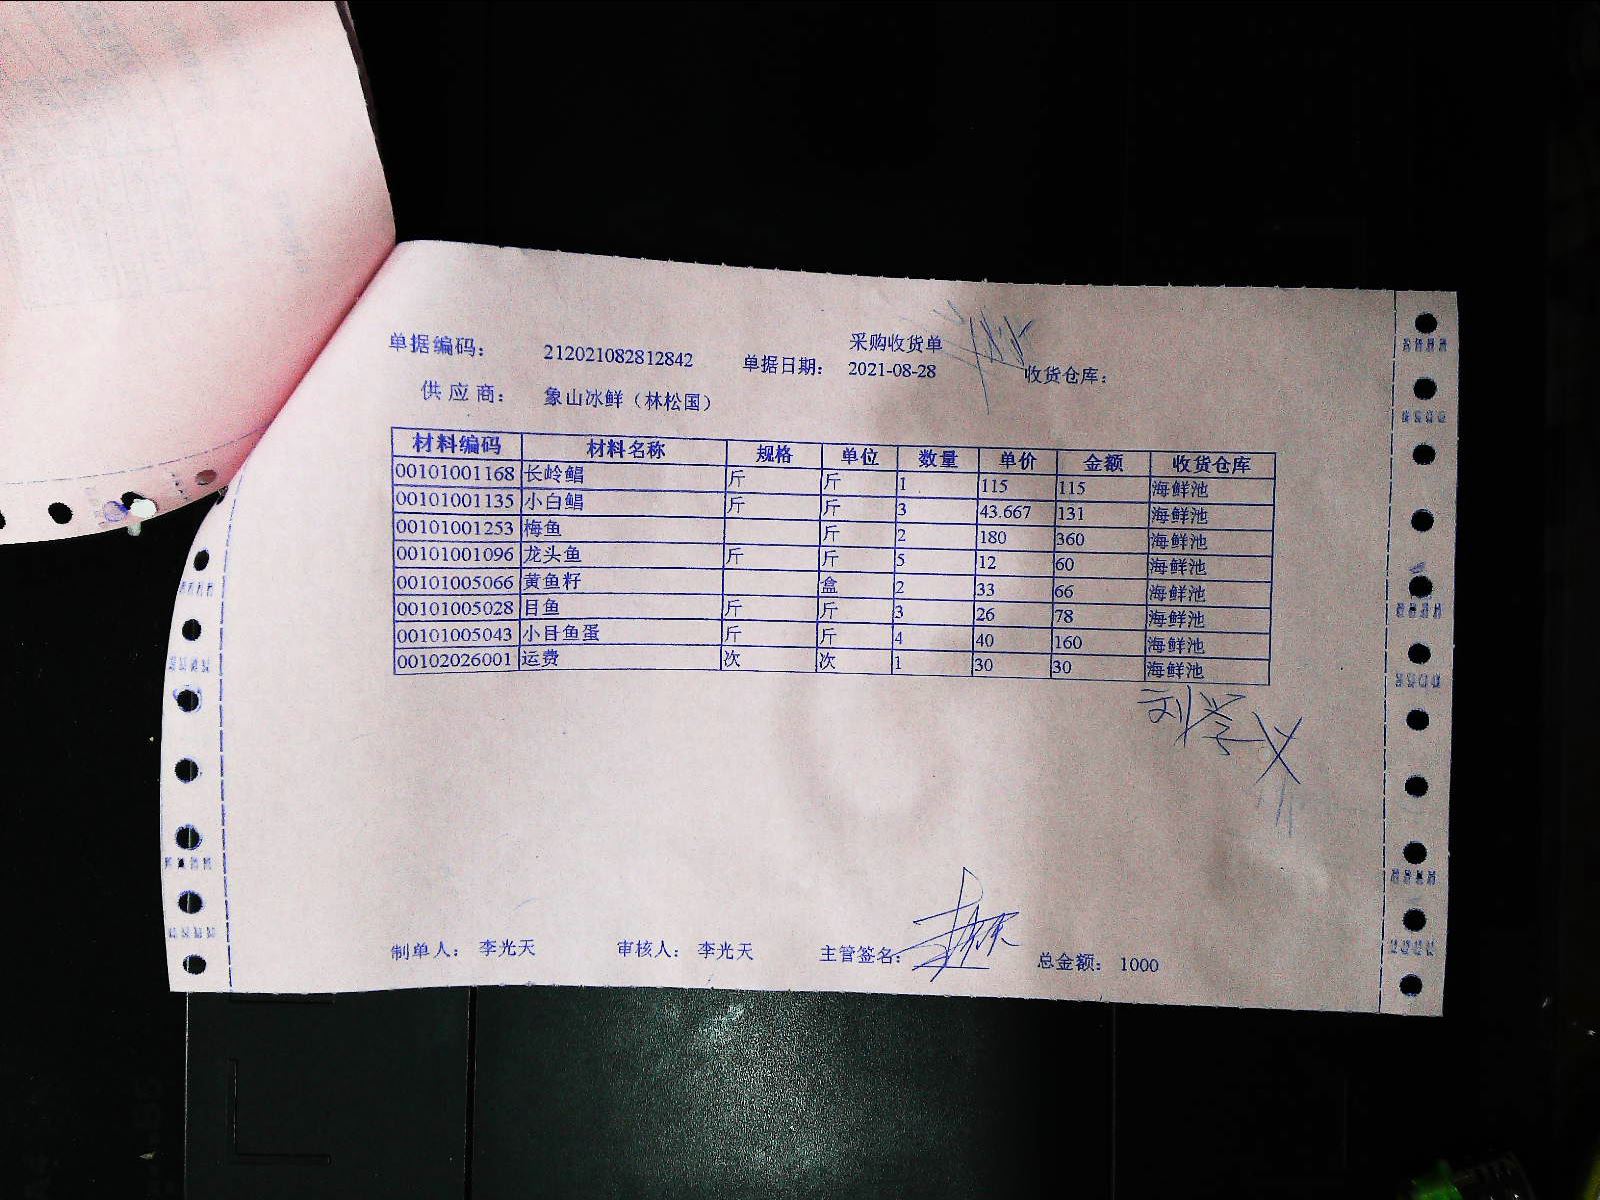 采购收货单
单据编码： 212021082812842 单据日期： 2021-08-28 收货仓库：
供应商： 象山冰鲜（林松国）
材料编码 材料名称 规格 单位 数量 单价 金额 收货仓库
00101001168 长岭鲳 斤 斤 1 115 115 海鲜池
00101001135 小白鲳 斤 斤 3 43.667 131 海鲜池
00101001253 梅鱼 斤 2 180 360 海鲜池
00101001096 龙头鱼 斤 斤 5 12 60 海鲜池
00101005066 黄鱼籽 盒 2 33 66 海鲜池
00101005028 目鱼 斤 斤 3 26 78 海鲜池
00101005043 小目鱼蛋 斤 斤 4 40 160 海鲜池
00102026001 运费 次 次 1 30 30 海鲜池
刘学义
制单人： 李光天 审核人： 李光天 主管签名： 总金额： 1000